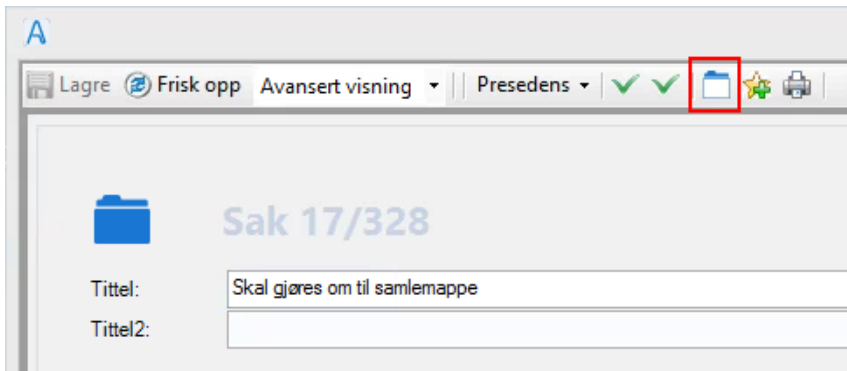 A
Lagre Frisk opp Avansert visning Presedens
Sak 17/328
Tittel: Skal gjøres om til samlemappe
Tittel2: